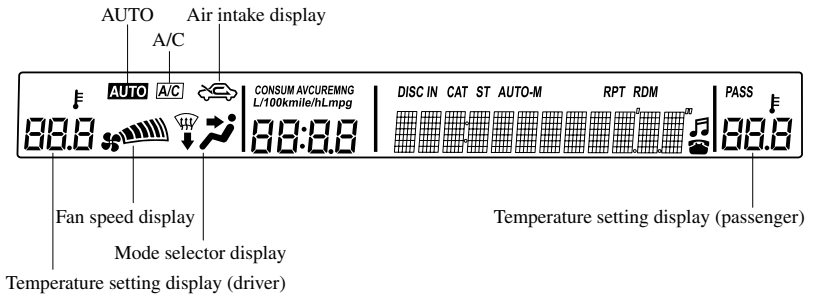 AUTO Air intake display
A/C
AUTO A/C CONSUM AVCUREMNG DISC IN CAT ST AUTO-M RPT RDM PASS
L/100kmile/hLmpg
88.8 88:8.8 88.8
Fan speed display Temperature setting display (passenger)
Mode selector display
Temperature setting display (driver)